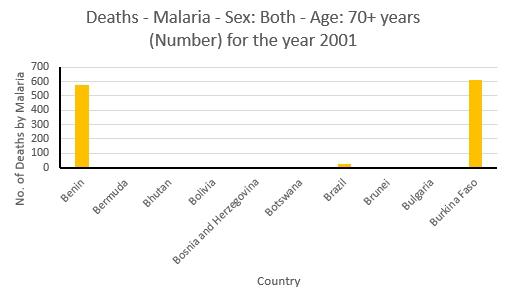 Deaths - Malaria - Sex: Both - Age: 70+ years
(Number) for the year 2001
No. of Deaths by Malaria
700
600
500
400
300
200
100
0
Benin
Bermuda
Bhutan
Bolivia
Bosnia and Herzegovina
Botswana
Brazil
Brunei
Bulgaria
Burkina Faso
Country